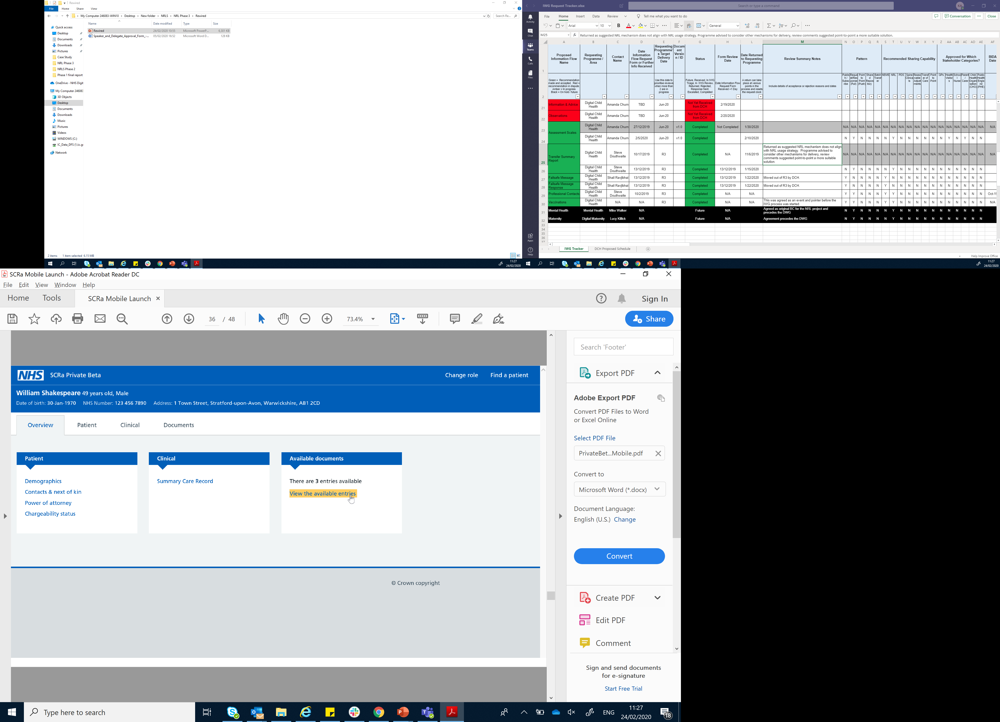 Rewired
File Home Share View
My Computer 246083-WIN10 > Desktop > New folder > NRLS > NRL Phase 3 > Rewired
Search Re...
Name Date modified Type Size
Rewired 24/02/2020 10:55 Microsoft PowerP... 6,301 KB
Speaker_and_Delegate_Approval_Form_-... 05/02/2020 16:52 Microsoft Word D... 128 KB
Quick access
Desktop
Documents
Downloads
Pictures
Case Study
NRL Phase 3
NRLS Phase 2
Phase 1 final report
OneDrive - NHS Digit
My Computer 24608:
3D Objects
Desktop
Documents
Downloads
Music
Pictures
Videos
WINDOWS (C:)
IC_Data_DFS (\\ic.g
Network
2 items 1 item selected 6.15 MB
11:27
24/02/2020
IWG Request Tracker.xlsx
Search or type a command
KA
Activity
Chat
Teams
Calls
Files
Apps
Help
File Home Insert Data Review Tell me what you want to do
Conversation
Close
Arial 10 B A General
M25 fx Returned as suggested NRL mechanism does not align with NRL usage strategy. Programme advised to consider other mechanisms for delivery, review comments suggested point-to-point a more suitable solution.
A B C D E F G H L M N O P Q R S T U V W X Y Z AA AB AC AD AE AF
1 Proposed Information Flow Name
Requesting Programme / Area
Contact Name
Date Information Flow Request Form or Further Info Received
Requesting Programme's Target Delivery Date
Document Version / ID
Status
Form Review Date
Date Returned to Requesting Programme
Review Summary Notes
Pattern
Recommended Sharing Capability
Approved for Which Stakeholder Categories?
BIDA Date
2 Green = Recommendation made and accepted. Red = recommendation in dispute. Amber = In progress. Black = On hold / future
Use this date to prioritise reviews when more than 2 are in progress
Future, Received, In IWG Triage, In IWG Review, Returned, Rejected, Response Sent, Escalated, Completed
Date Information Flow Request Form Received +1 Day
A return can take place at various points in the process and resets the request clock
Include details of acceptance or rejection reasons and dates
Publish / Subscribe
Request/Response (Pull)
Point to Point (Push)
Shared Repository
Batch Transfer
NEMS
NRL
PDS
Spine Clinicals
Reasonable Adjustments
Transfer of Care
Point to Point
GPs
Health Visitors
School Nurse
Parent / Carer
Child Health Organisation (CHO)
Public Health England (PHE)
21 Information & Advice Digital Child Health Amanda Churn TBD Jun-20 Not Yet Received from DCH 2/19/2020
22 Observations Digital Child Health Amanda Churn TBD Jun-20 Not Yet Received from DCH 2/20/2020
23 Assessment Scales Digital Child Health Amanda Churn 27/12/2019 Jun-20 v1.0 Completed Not Completed 1/30/2020 N/A N/A N/A N/A N/A N/A N/A N/A N/A N/A N/A N/A N/A N/A N/A N/A N/A N/A N/A
24 Digital Child Health Amanda Churn 2/5/2020 Jun-20 v1.0 Completed 2/10/2020 N Y N N N N Y N N N N N N Y N Y N N
25 Transfer Summary Report Digital Child Health Steve Douthwaite 10/17/2019 R3 Completed N/A 11/6/2019 Returned as suggested NRL mechanism does not align with NRL usage strategy. Programme advised to consider other mechanisms for delivery, review comments suggested point-to-point a more suitable solution. N/A N/A N/A N/A N/A N/A N/A N/A N/A N/A N/A N/A N/A N/A N/A N/A N/A N/A N/A
26 Digital Child Health Steve Douthwaite 13/12/2019 R3 Completed 13/12/2019 1/15/2020 N Y N N N N Y N N N N N N N N N N N
27 Failsafe Message Digital Child Health Shail Ravjibhai 13/12/2019 R3 Completed 13/12/2019 1/22/2020 Moved out of R3 by DCH. Y N N N N Y N N N N N N N N N N N N
28 Failsafe Message Response Digital Child Health Shail Ravjibhai 13/12/2019 R3 Completed 13/12/2019 1/22/2020 Moved out of R3 by DCH. Y N N N N Y N N N N N N N N N N N N
29 Professional Contacts Digital Child Health Steve Douthwaite 10/2/2019 R3 Completed N/A N/A Y Y N N N Y Y N N N N N N N N N N N Oct-19
30 Vaccinations Digital Child Health N/A N/A R3 Completed N/A N/A This was agreed as an event and pointer before the IWG process was started. Y Y N N N Y Y N N N N N N N N N N N N/A
31 Mental Health Mental Health Mike Walker N/A Future N/A Agreed as original BC for the NRL project and precedes the DWG N Y N N N N Y N N N N N N N N N N N
32 Maternity Digital Maternity Lucy Killick N/A Future N/A Agreement precedes the DWG N Y N N N N Y N N N N N N N N N N N
33
34
35
36
37
IWG Tracker DCH Proposed Schedule
Help Improve Office
11:27
24/02/2020
SCRa Mobile Launch - Adobe Acrobat Reader DC
File Edit View Window Help
Home Tools SCRa Mobile Launch Sign In
36 / 48 73.4% Share
NHS SCRa Private Beta Change role Find a patient
William Shakespeare 49 years old, Male
Date of birth: 30-Jan-1970 NHS Number: 123 456 7890 Address: 1 Town Street, Stratford-upon-Avon, Warwickshire, AB1 2CD
Overview Patient Clinical Documents
Patient
Demographics
Contacts & next of kin
Power of attorney
Chargeability status
Clinical
Summary Care Record
Available documents
There are 3 entries available
View the available entries
© Crown copyright
Search 'Footer'
Export PDF
Adobe Export PDF
Convert PDF Files to Word
or Excel Online
Select PDF File
PrivateBet...Mobile.pdf
Convert to
Microsoft Word (*.docx)
Document Language:
English (U.S.) Change
Convert
Create PDF
Edit PDF
Comment
Sign and send documents
for e-signature
Start Free Trial
Type here to search
ENG
11:27
24/02/2020
18